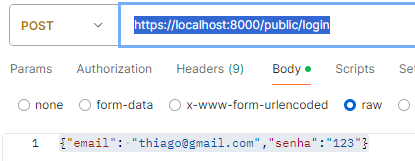 POST https://localhost:8000/public/login
Params Authorization Headers (9) Body Scripts Set
none form-data x-www-form-urlencoded raw
1 {"email": "thiago@gmail.com","senha":"123"}